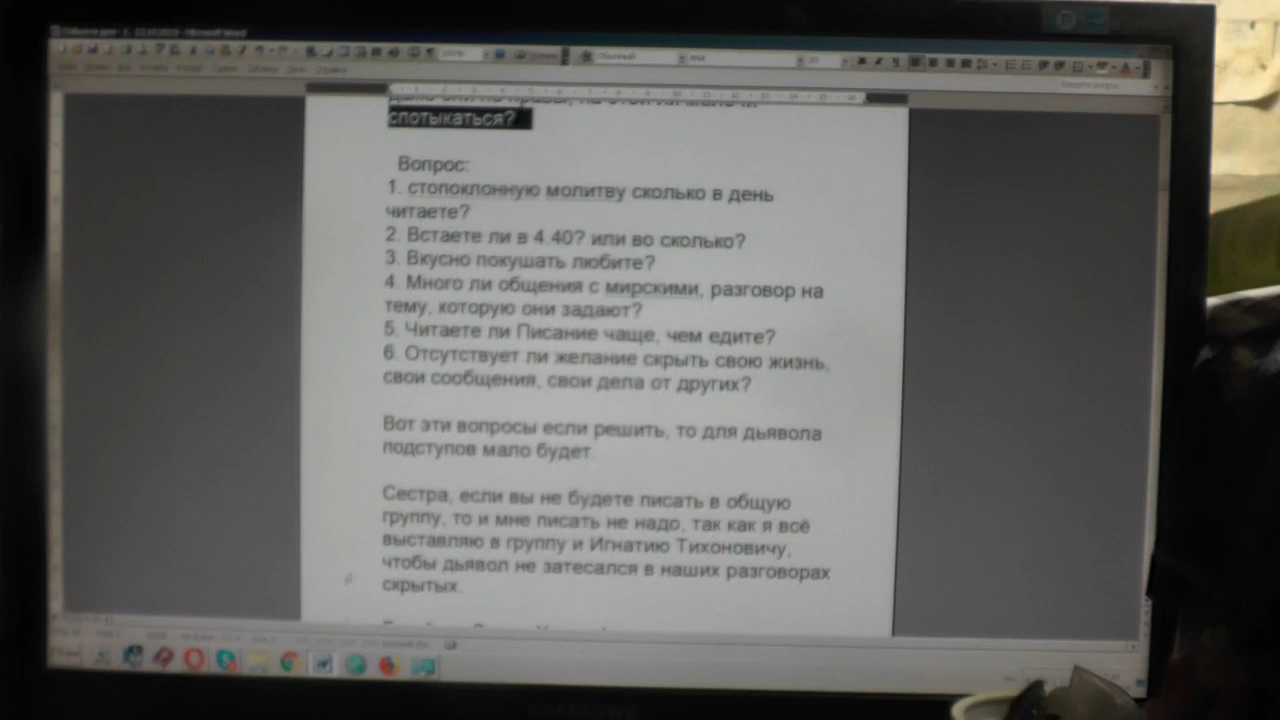 спотыкаться?
Вопрос:
1. стопоклонную молитву сколько в день
читаете?
2. Встаете ли в 4.40? или во сколько?
3. Вкусно покушать любите?
4. Много ли общения с мирскими, разговор на
тему, которую они задают?
5. Читаете ли Писание чаще, чем едите?
6. Отсутствует ли желание скрыть свою жизнь,
свои сообщения, свои дела от других?
Вот эти вопросы если решить, то для дьявола
подступов мало будет.
Сестра, если вы не будете писать в общую
группу, то и мне писать не надо, так как я всё
выставляю в группу и Игнатию Тихоновичу,
чтобы дьявол не затесался в наших разговорах
скрытых.